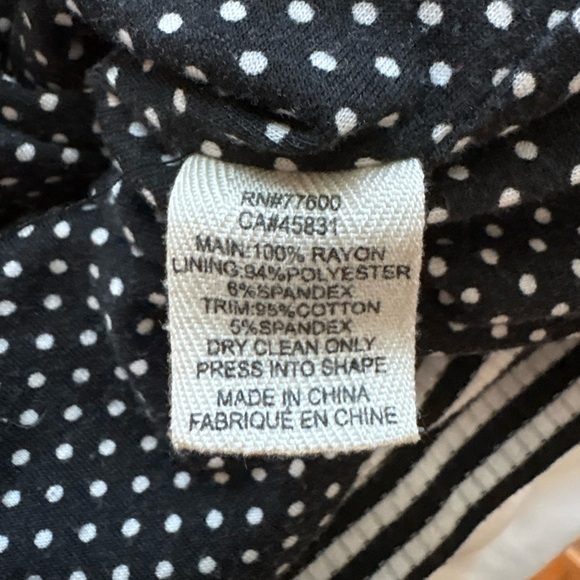 RN#77600
CA#45831
MAIN:100% RAYON
LINING:94%POLYESTER
6%SPANDEX
TRIM:95%COTTON
5%SPANDEX
DRY CLEAN ONLY
PRESS INTO SHAPE
MADE IN CHINA
FABRIQUÉ EN CHINE